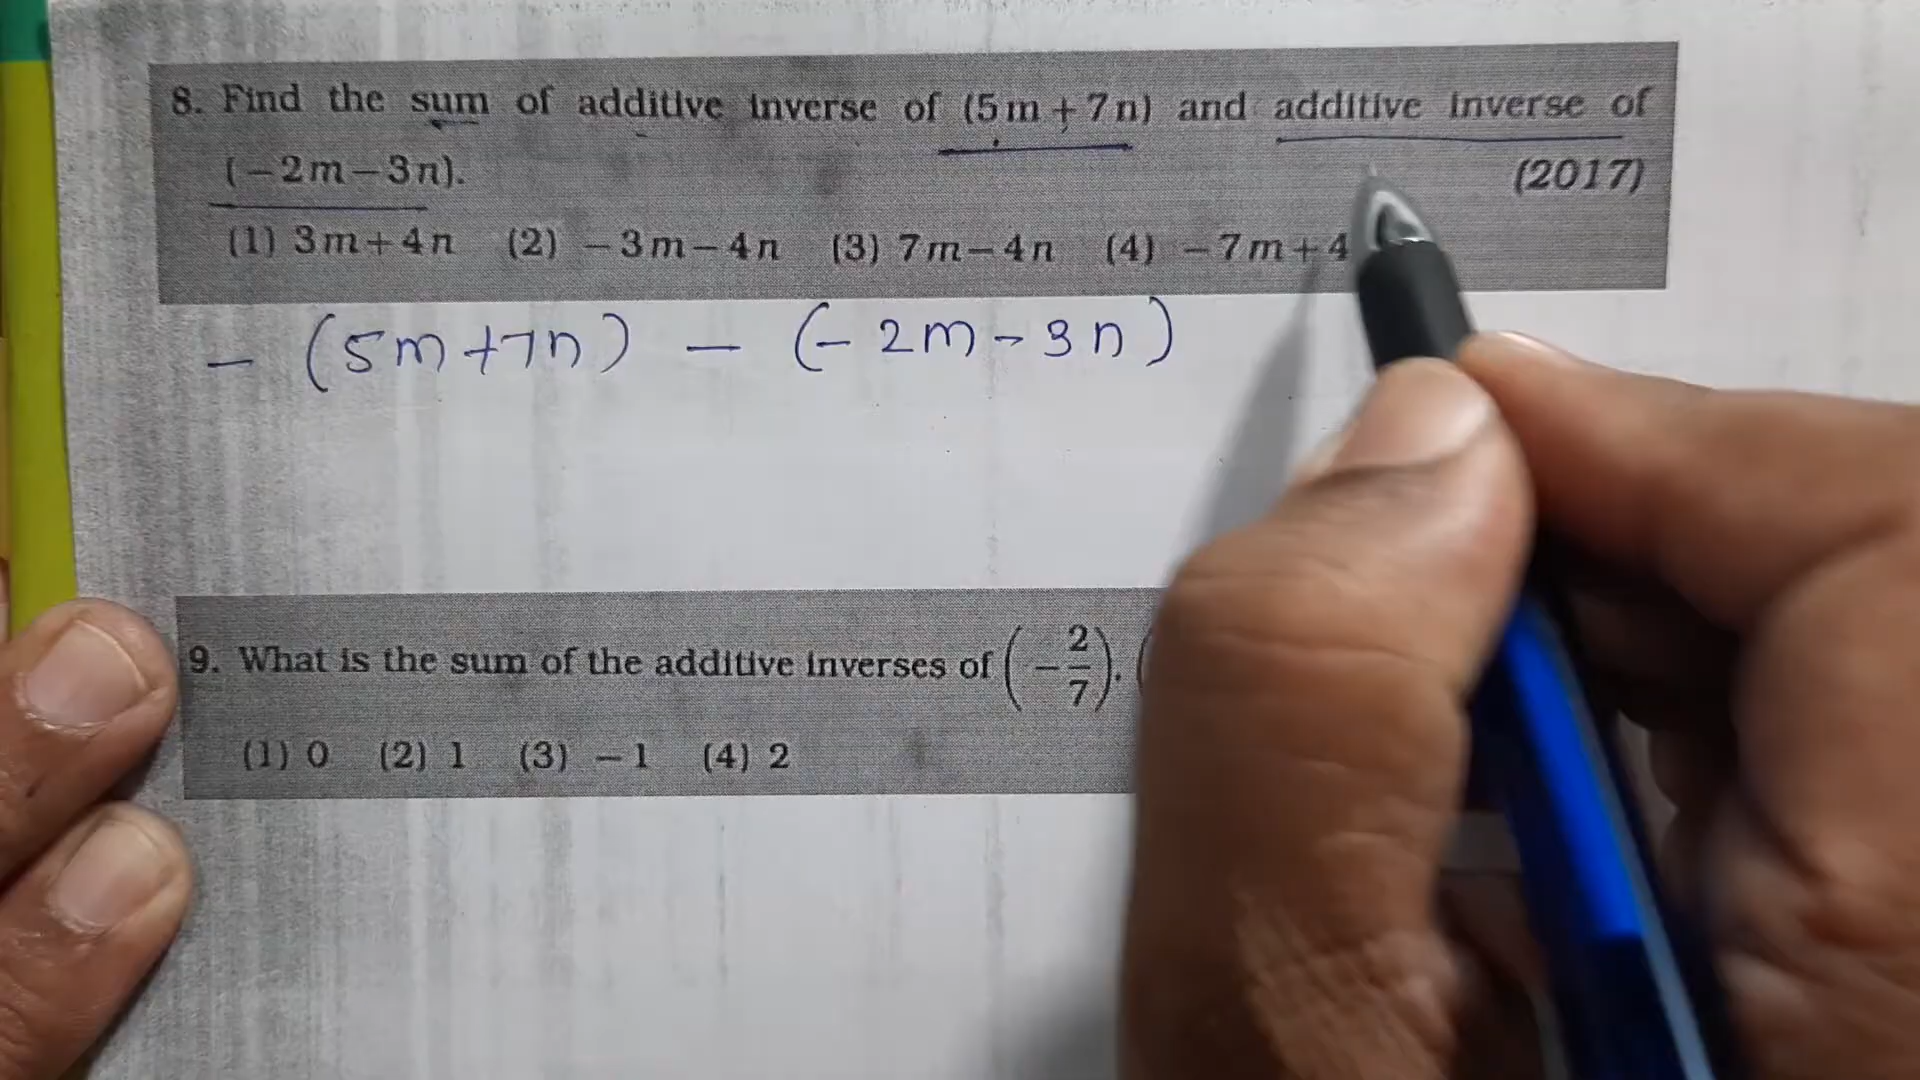 8. Find the sum of additive inverse of (5m+7n) and additive inverse of
(−2m−3n). (2017)
(1) 3m+4n (2) −3m−4n (3) 7m−4n (4) −7m+4
− (5m+7n) − (−2m−3n)
9. What is the sum of the additive inverses of (−2/7). (
(1) 0 (2) 1 (3) −1 (4) 2